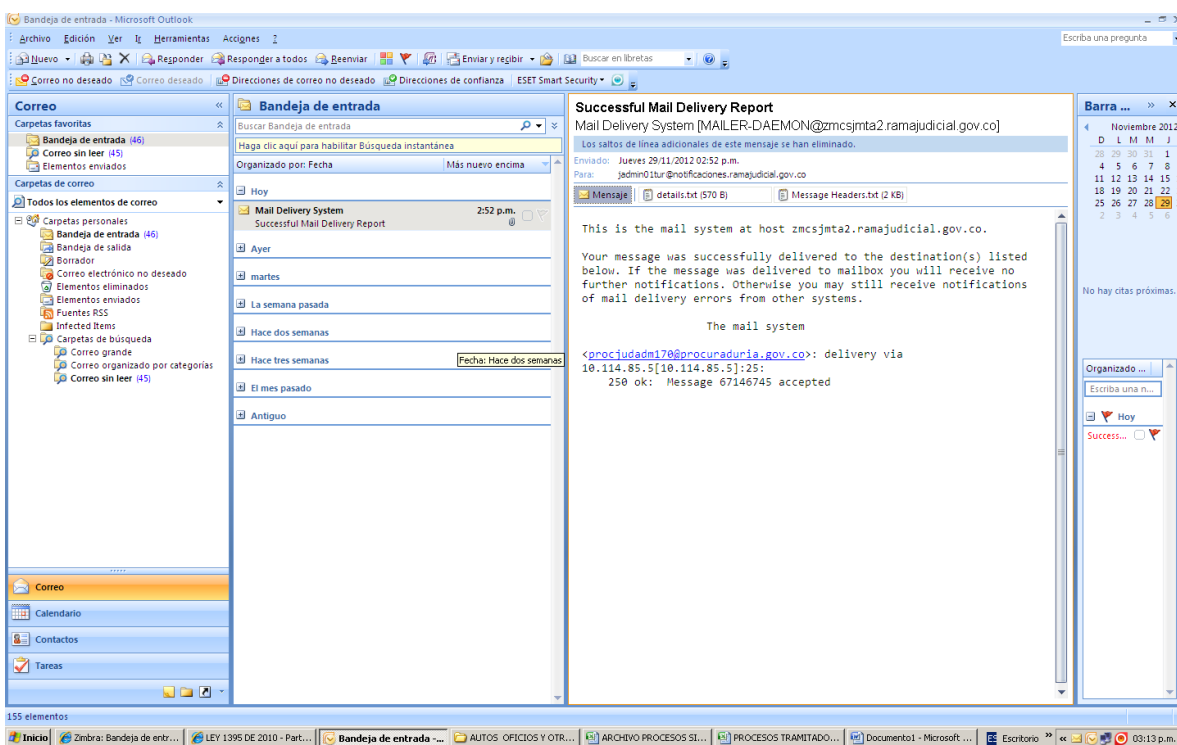 Bandeja de entrada - Microsoft Outlook
Archivo Edición Ver Ir Herramientas Acciones ?
Escriba una pregunta
Nuevo Responder Responder a todos Reenviar Enviar y recibir Buscar en libretas
Correo no deseado Correo deseado Direcciones de correo no deseado Direcciones de confianza ESET Smart Security
Correo «
Carpetas favoritas
Bandeja de entrada (46)
Correo sin leer (45)
Elementos enviados
Carpetas de correo
Todos los elementos de correo
Carpetas personales
Bandeja de entrada (46)
Bandeja de salida
Borrador
Correo electrónico no deseado
Elementos eliminados
Elementos enviados
Fuentes RSS
Infected Items
Carpetas de búsqueda
Correo grande
Correo organizado por categorías
Correo sin leer (45)
Correo
Calendario
Contactos
Tareas
Bandeja de entrada
Buscar Bandeja de entrada
Haga clic aquí para habilitar Búsqueda instantánea
Organizado por: Fecha Más nuevo encima
Hoy
Mail Delivery System 2:52 p.m.
Successful Mail Delivery Report
Ayer
martes
La semana pasada
Hace dos semanas
Hace tres semanas
Fecha: Hace dos semanas
El mes pasado
Antiguo
Successful Mail Delivery Report
Mail Delivery System [MAILER-DAEMON@zmcsjmta2.ramajudicial.gov.co]
Los saltos de línea adicionales de este mensaje se han eliminado.
Enviado: Jueves 29/11/2012 02:52 p.m.
Para: jadmin01tur@notificaciones.ramajudicial.gov.co
Mensaje details.txt (570 B) Message Headers.txt (2 KB)
This is the mail system at host zmcsjmta2.ramajudicial.gov.co.
Your message was successfully delivered to the destination(s) listed
below. If the message was delivered to mailbox you will receive no
further notifications. Otherwise you may still receive notifications
of mail delivery errors from other systems.
The mail system
<procjudadm170@procuraduria.gov.co>: delivery via
10.114.85.5[10.114.85.5]:25:
250 ok: Message 67146745 accepted
Barra ... »
Noviembre 2012
D L M M J
28 29 30 31 1
4 5 6 7 8
11 12 13 14 15
18 19 20 21 22
25 26 27 28 29
2 3 4 5 6
No hay citas próximas.
Organizado ...
Escriba una n...
Hoy
Success...
155 elementos
Inicio Zimbra: Bandeja de entr... LEY 1395 DE 2010 - Part... Bandeja de entrada -... AUTOS OFICIOS Y OTR... ARCHIVO PROCESOS SI... PROCESOS TRAMITADO... Documento1 - Microsoft ... ES Escritorio » « 03:13 p.m.